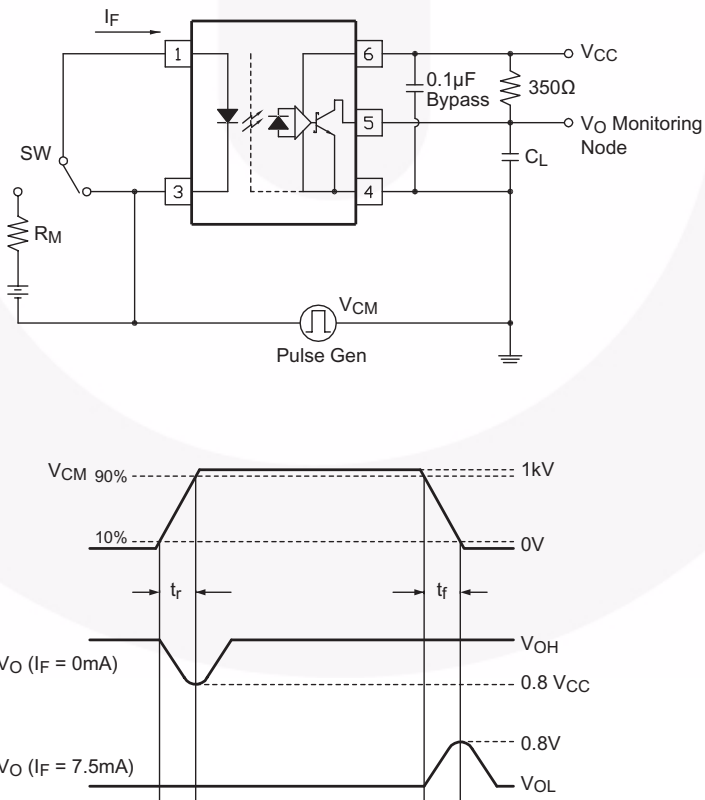 IF
1
6
VCC
0.1µF
Bypass
350Ω
5
VO Monitoring
Node
SW
CL
3
4
RM
VCM
Pulse Gen
VCM 90%
1kV
10%
0V
tr
tf
VOH
VO (IF = 0mA)
0.8 VCC
0.8V
VO (IF = 7.5mA)
VOL